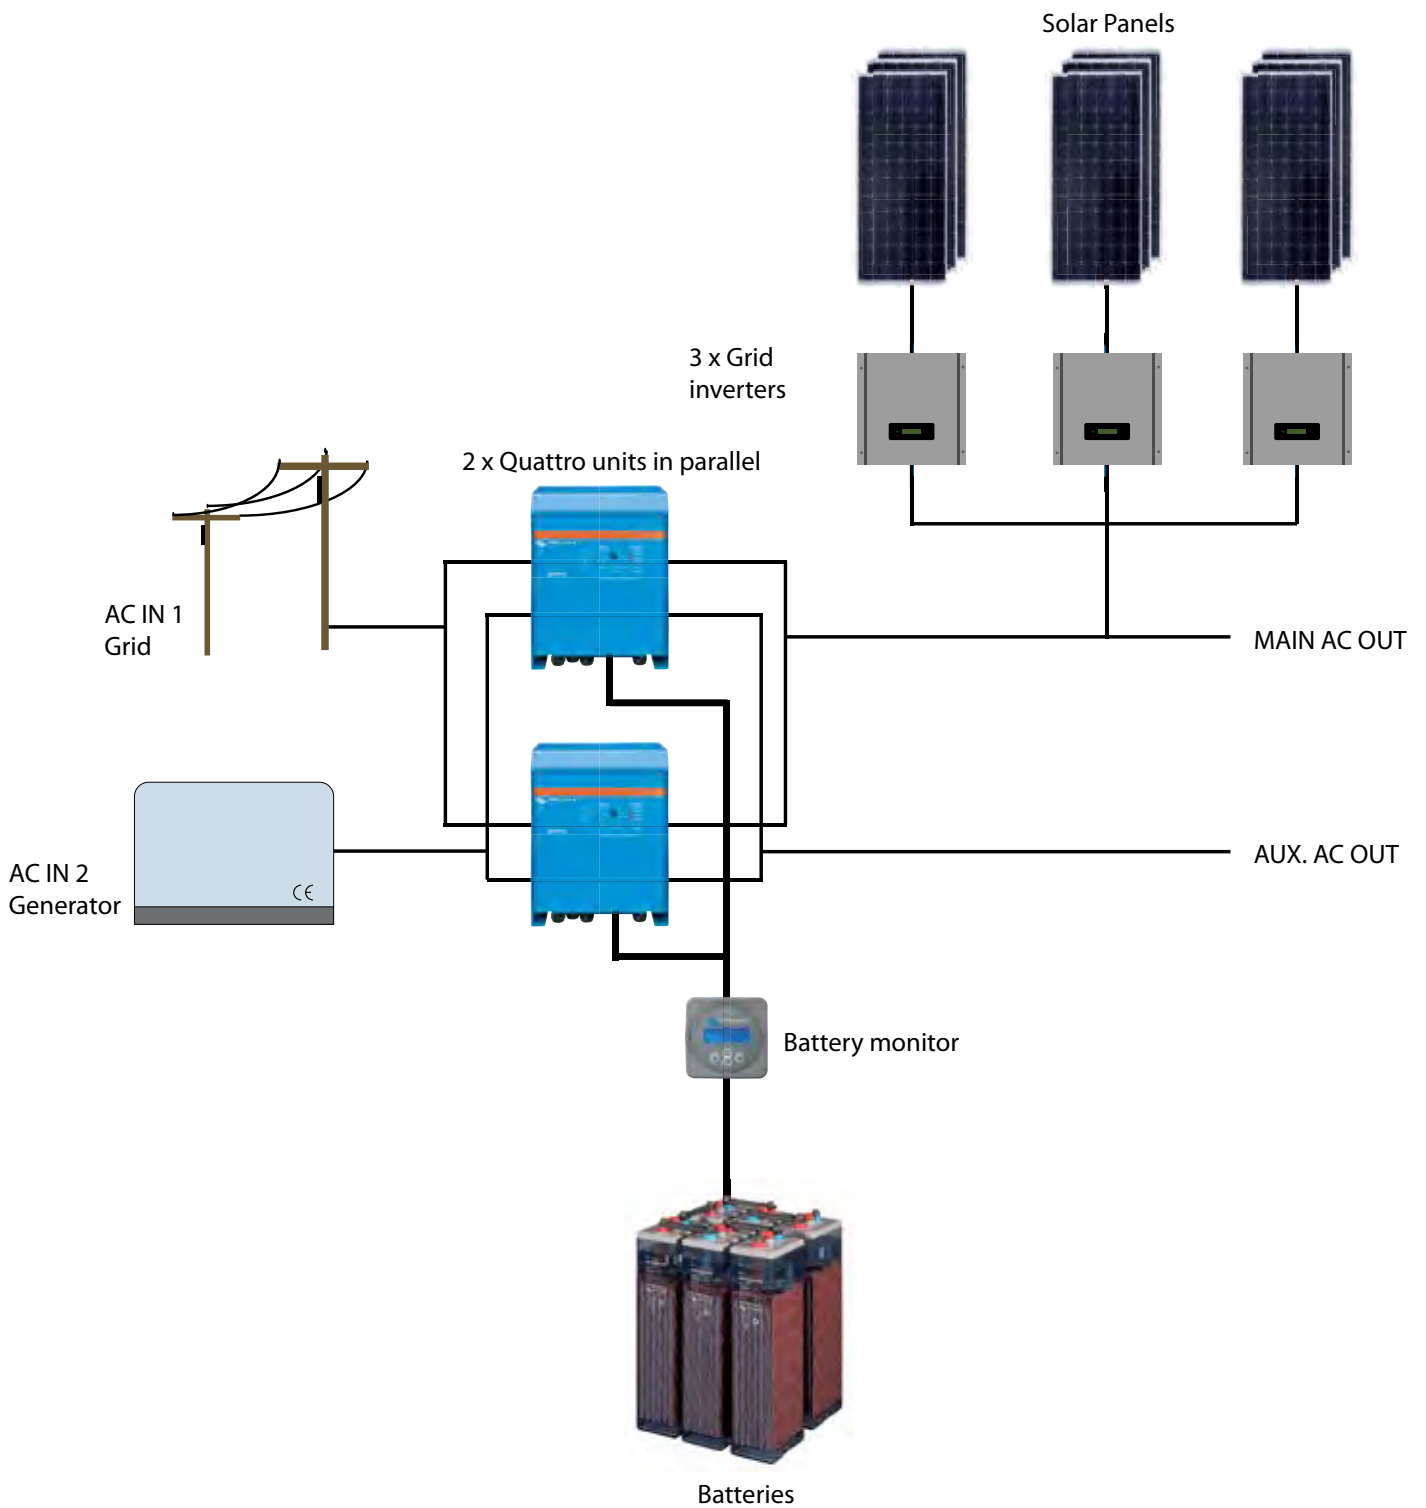 Solar Panels
3 x Grid
inverters
2 x Quattro units in parallel
AC IN 1
Grid
MAIN AC OUT
AC IN 2
Generator
CE
AUX. AC OUT
Battery monitor
Batteries